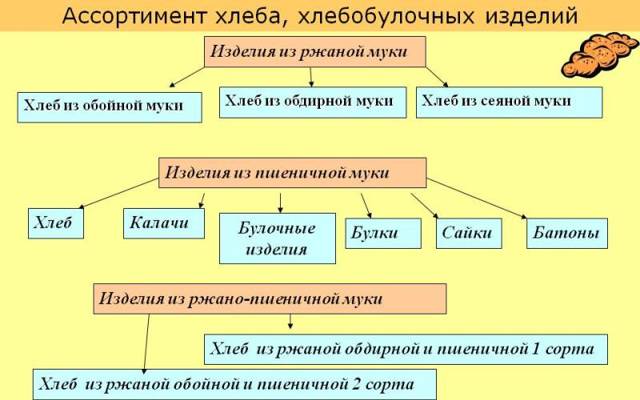 Ассортимент хлеба, хлебобулочных изделий
Изделия из ржаной муки
Хлеб из обойной муки
Хлеб из обдирной муки
Хлеб из сеяной муки
Изделия из пшеничной муки
Хлеб
Калачи
Булочные
изделия
Булки
Сайки
Батоны
Изделия из ржано-пшеничной муки
Хлеб из ржаной обдирной и пшеничной 1 сорта
Хлеб из ржаной обойной и пшеничной 2 сорта